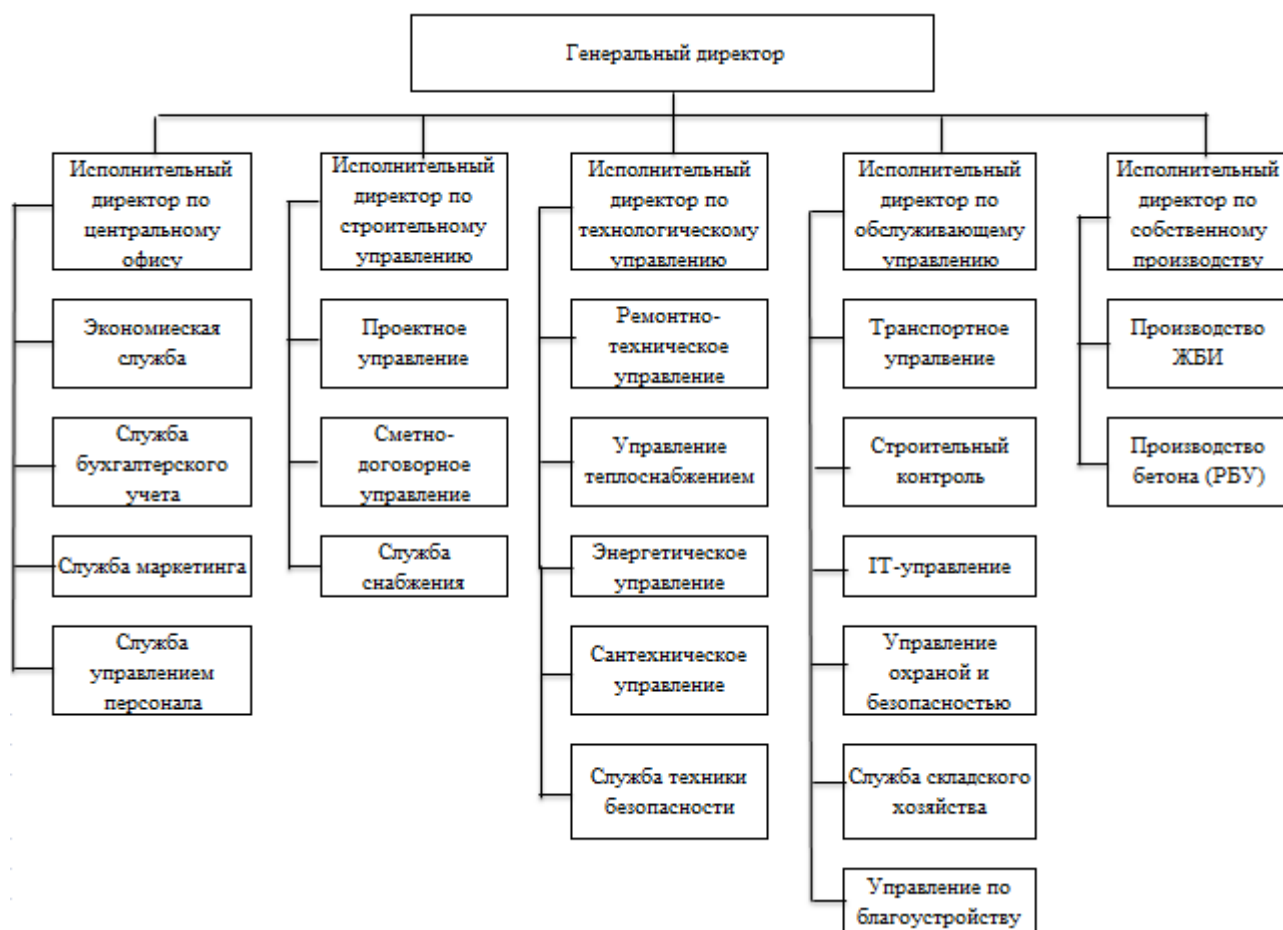 Генеральный директор
Исполнительный
директор по
центральному
офису
Экономиеская
служба
Служба
бухгалтерского
учета
Служба маркетинга
Служба
управлением
персонала
Исполнительный
директор по
строительному
управлению
Проектное
управление
Сметно-
договорное
управление
Служба
снабжения
Исполнительный
директор по
технологическому
управлению
Ремонтно-
техническое
управление
Управление
теплоснабжением
Энергетическое
управление
Сантехническое
управление
Служба техники
безопасности
Исполнительный
директор по
обслуживающему
управлению
Транспортное
упралвение
Строительный
контроль
IT-управление
Управление
охраной и
безопасностью
Служба складского
хозяйства
Управление по
благоустройству
Исполнительный
директор по
собственному
производству
Производство
ЖБИ
Производство
бетона (РБУ)